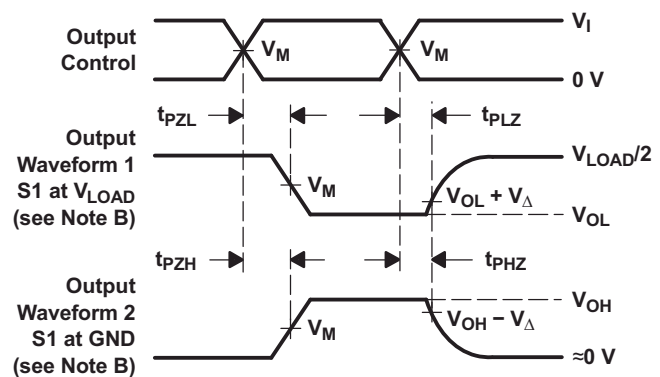 Output
Control
V_M
V_M
V_I
0 V
t_PZL
t_PLZ
Output
Waveform 1
S1 at V_LOAD
(see Note B)
V_M
V_LOAD/2
V_OL + V_Δ
V_OL
t_PZH
t_PHZ
Output
Waveform 2
S1 at GND
(see Note B)
V_M
V_OH
V_OH − V_Δ
≈0 V